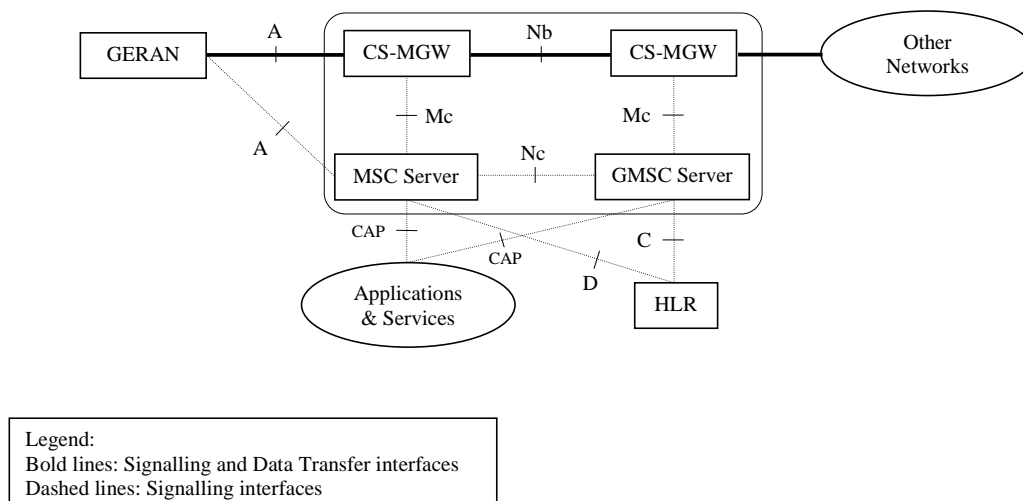 A
Nb
GERAN
CS-MGW
CS-MGW
Other
Networks
Mc
Mc
A
Nc
MSC Server
GMSC Server
CAP
CAP
C
D
Applications
& Services
HLR
Legend:
Bold lines: Signalling and Data Transfer interfaces
Dashed lines: Signalling interfaces